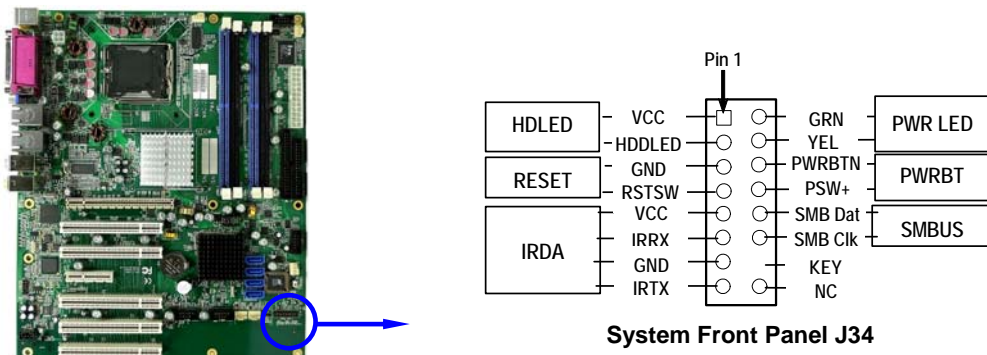 Pin 1
HDLED VCC GRN PWR LED
HDDLED YEL
RESET GND PWRBTN PWRBT
RSTSW PSW+
IRDA VCC SMB Dat SMBUS
IRRX SMB Clk
GND KEY
IRTX NC
System Front Panel J34